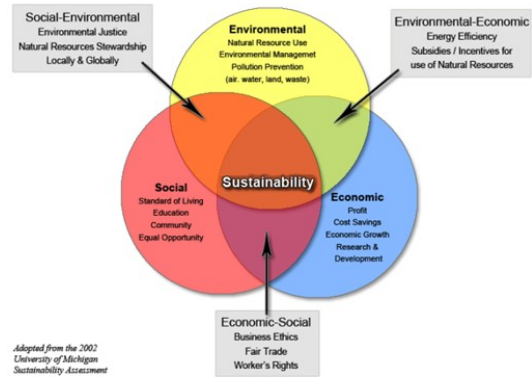 Social-Environmental
Environmental Justice
Natural Resources Stewardship
Locally & Globally
Environmental
Natural Resource Use
Environmental Managemet
Pollution Prevention
(air. water, land, waste)
Environmental-Economic
Energy Efficiency
Subsidies / Incentives for
use of Natural Resources
Sustainability
Social
Standard of Living
Education
Community
Equal Opportunity
Economic
Profit
Cost Savings
Economic Growth
Research &
Development
Economic-Social
Business Ethics
Fair Trade
Worker's Rights
Adopted from the 2002
University of Michigan
Sustainability Assessment